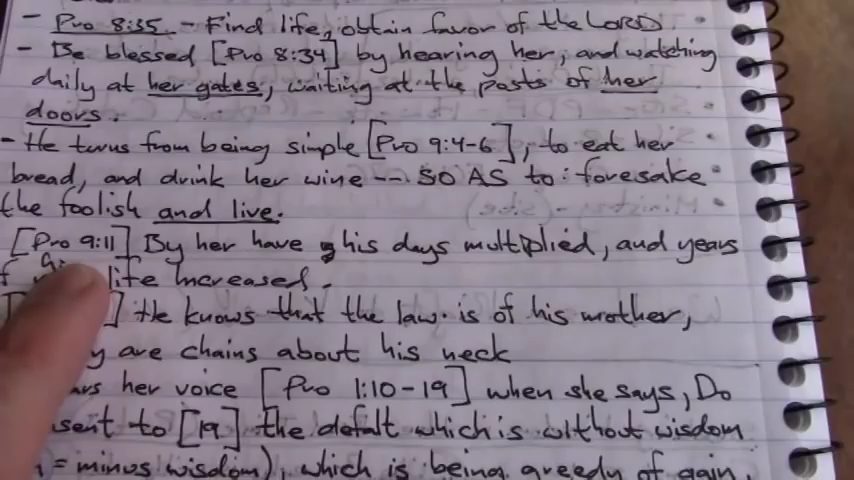 - Pro 8:35. - Find life, obtain favor of the LORD
- Be blessed [Pro 8:34] by hearing her, and watching
daily at her gates, waiting at the posts of her
doors.
- He turns from being simple [Pro 9:4-6], to eat her
bread, and drink her wine -- SO AS to: foresake
the foolish and live.
[Pro 9:11] By her have his days multiplied, and years
life increased.
] He knows that the law is of his mother,
y are chains about his neck
her voice [Pro 1:10-19] when she says, Do
sent to [19] the defalt which is without wisdom
= minus wisdom), which is being greedy of gain.